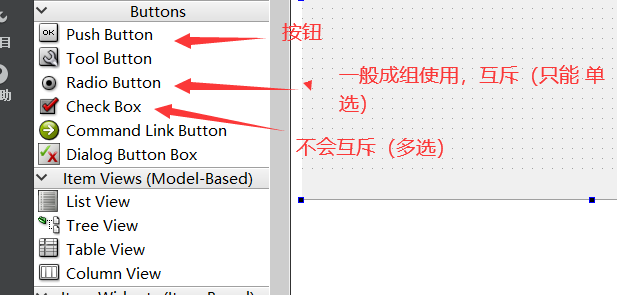 Buttons
Push Button
按钮
Tool Button
目
Radio Button
一般成组使用，互斥（只能 单
选）
助
Check Box
Command Link Button
不会互斥（多选）
Dialog Button Box
Item Views (Model-Based)
List View
Tree View
Table View
Column View